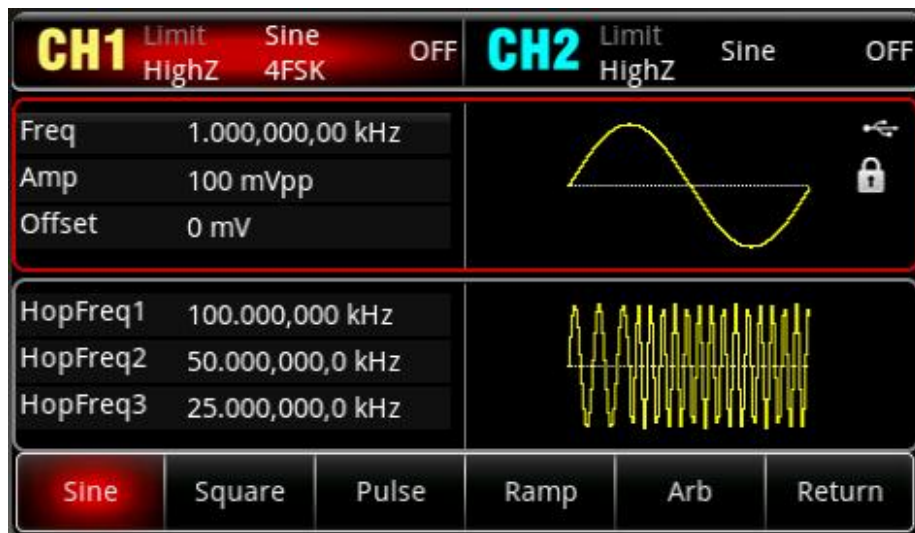 CH1 Limit Sine OFF CH2 Limit Sine OFF
HighZ 4FSK HighZ
Freq 1.000,000,00 kHz
Amp 100 mVpp
Offset 0 mV
HopFreq1 100.000,000 kHz
HopFreq2 50.000,000,0 kHz
HopFreq3 25.000,000,0 kHz
Sine Square Pulse Ramp Arb Return